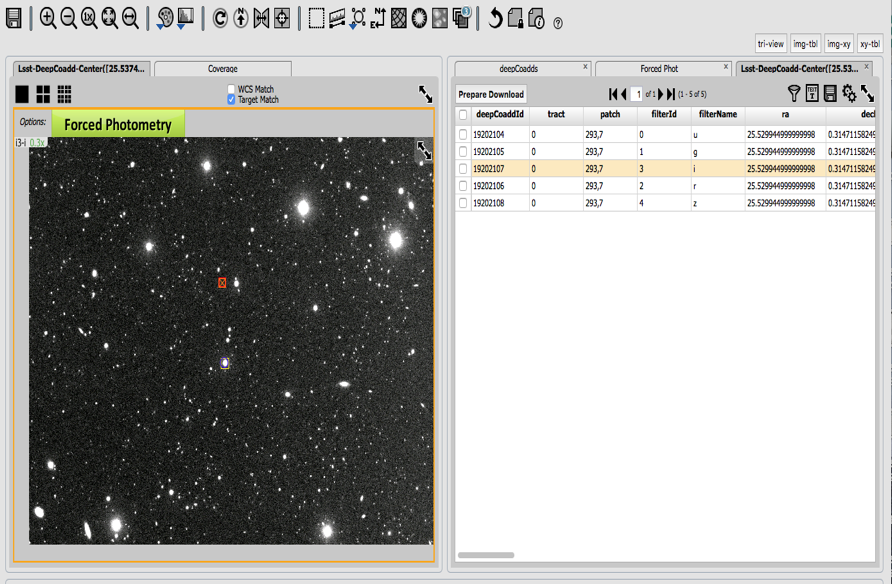 tri-view img-tbl img-xy xy-tbl
Lsst-DeepCoadd-Center([25.5374... Coverage
WCS Match
Target Match
Options: Forced Photometry
i3-i 0.3x
deepCoadds x Forced Phot x Lsst-DeepCoadd-Center([25.53... x
Prepare Download 1 of 1 (1 - 5 of 5)
deepCoaddId tract patch filterId filterName ra decl
19202104 0 293,7 0 u 25.529944999999998 0.31471158249
19202105 0 293,7 1 g 25.529944999999998 0.31471158249
19202107 0 293,7 3 i 25.529944999999998 0.31471158249
19202106 0 293,7 2 r 25.529944999999998 0.31471158249
19202108 0 293,7 4 z 25.529944999999998 0.31471158249